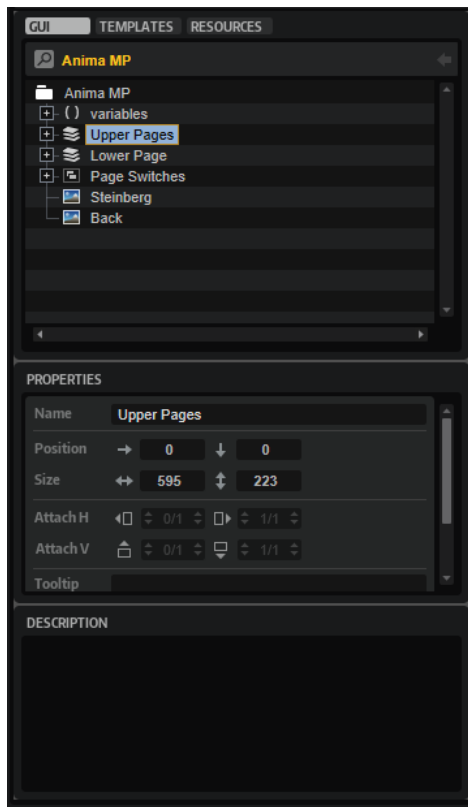 GUI TEMPLATES RESOURCES
Anima MP
Anima MP
( ) variables
Upper Pages
Lower Page
Page Switches
Steinberg
Back
PROPERTIES
Name Upper Pages
Position 0 0
Size 595 223
Attach H 0/1 1/1
Attach V 0/1 1/1
Tooltip
DESCRIPTION